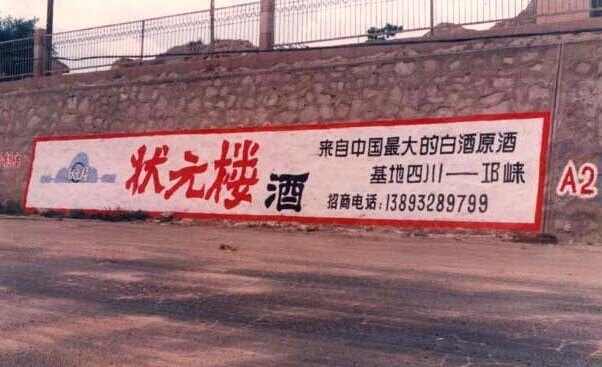 状元楼酒
来自中国最大的白酒原酒
基地四川——邛崃
招商电话:13893289799
A2